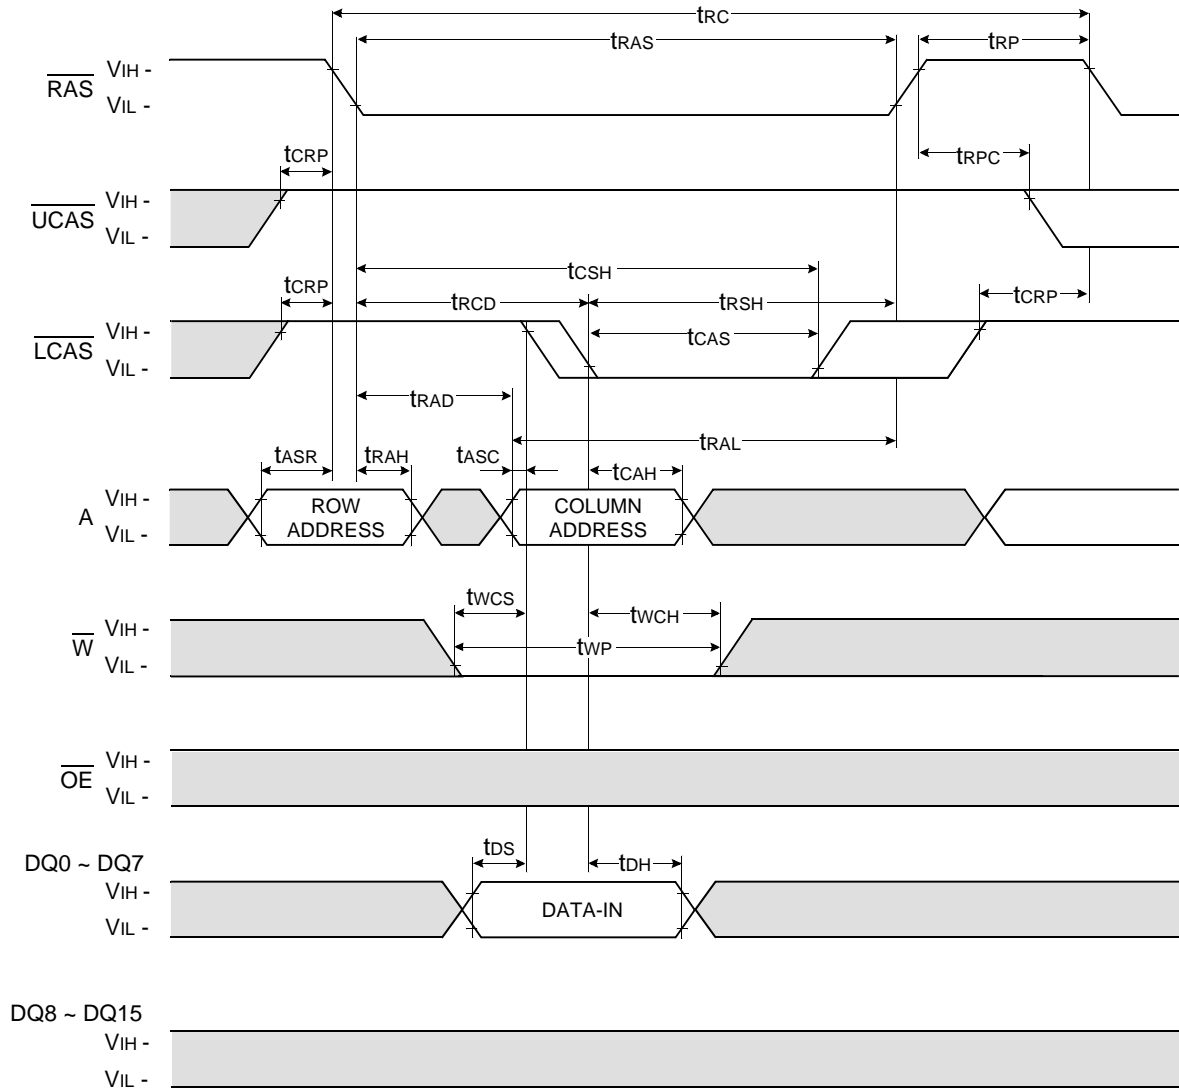 tRC
tRAS tRP
RAS VIH -
VIL -
tCRP tRPC
UCAS VIH -
VIL -
tCSH
tCRP tRCD tRSH tCRP
LCAS VIH -
VIL -
tCAS
tRAD
tRAL
tASR tRAH tASC tCAH
A VIH -
VIL -
ROW
ADDRESS
COLUMN
ADDRESS
tWCS tWCH
W VIH -
VIL -
tWP
OE VIH -
VIL -
tDS tDH
DQ0 ~ DQ7
VIH -
VIL -
DATA-IN
DQ8 ~ DQ15
VIH -
VIL -